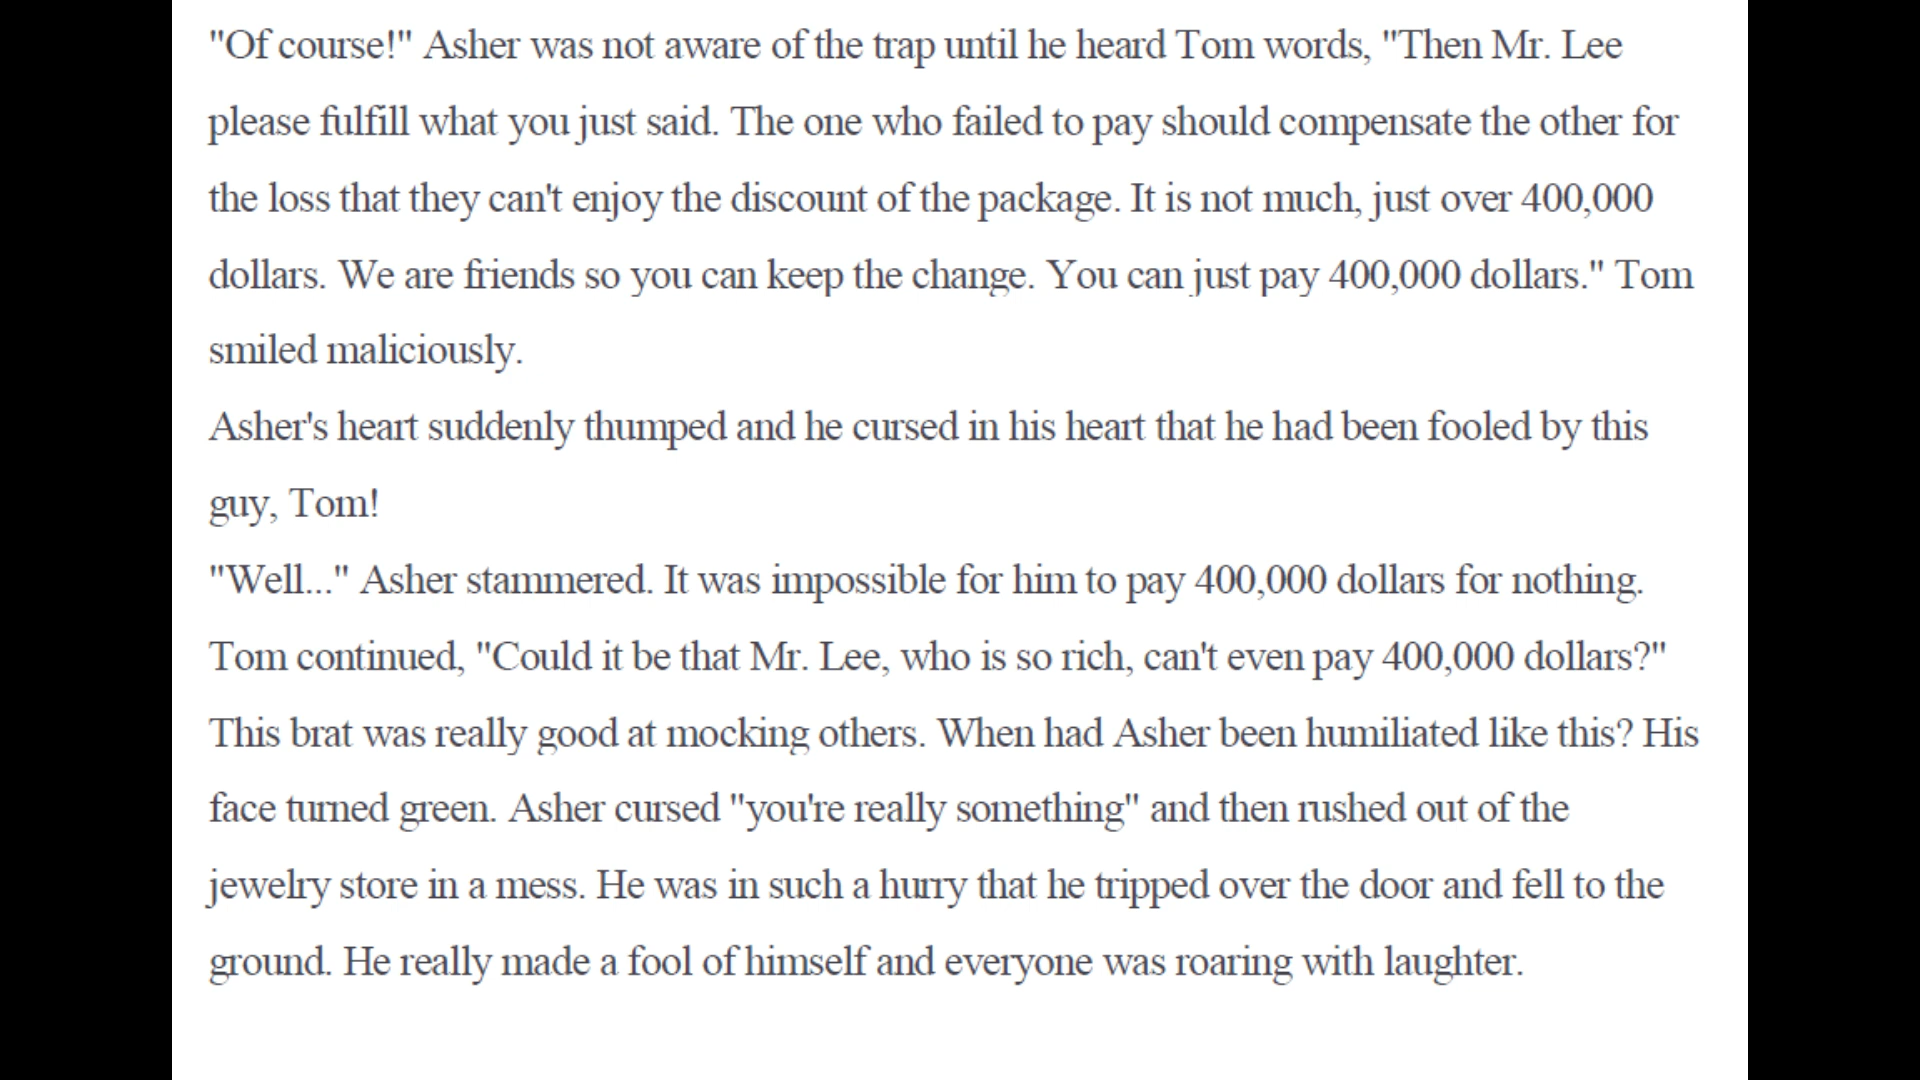 "Of course!" Asher was not aware of the trap until he heard Tom words, "Then Mr. Lee
please fulfill what you just said. The one who failed to pay should compensate the other for
the loss that they can't enjoy the discount of the package. It is not much, just over 400,000
dollars. We are friends so you can keep the change. You can just pay 400,000 dollars." Tom
smiled maliciously.
Asher's heart suddenly thumped and he cursed in his heart that he had been fooled by this
guy, Tom!
"Well..." Asher stammered. It was impossible for him to pay 400,000 dollars for nothing.
Tom continued, "Could it be that Mr. Lee, who is so rich, can't even pay 400,000 dollars?"
This brat was really good at mocking others. When had Asher been humiliated like this? His
face turned green. Asher cursed "you're really something" and then rushed out of the
jewelry store in a mess. He was in such a hurry that he tripped over the door and fell to the
ground. He really made a fool of himself and everyone was roaring with laughter.